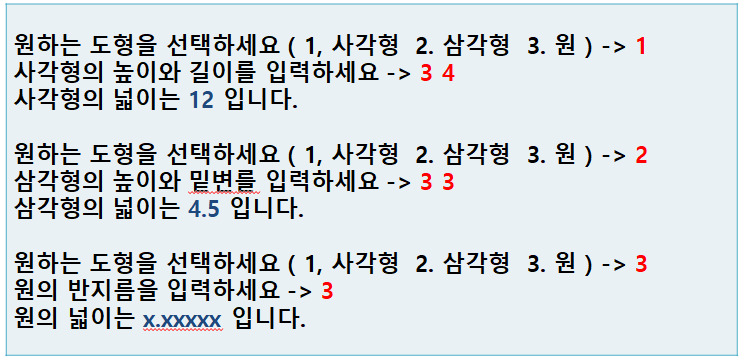 원하는 도형을 선택하세요 ( 1, 사각형 2. 삼각형 3. 원 ) -> 1
사각형의 높이와 길이를 입력하세요 -> 3 4
사각형의 넓이는 12 입니다.
원하는 도형을 선택하세요 ( 1, 사각형 2. 삼각형 3. 원 ) -> 2
삼각형의 높이와 밑변를 입력하세요 -> 3 3
삼각형의 넓이는 4.5 입니다.
원하는 도형을 선택하세요 ( 1, 사각형 2. 삼각형 3. 원 ) -> 3
원의 반지름을 입력하세요 -> 3
원의 넓이는 x.xxxxx 입니다.